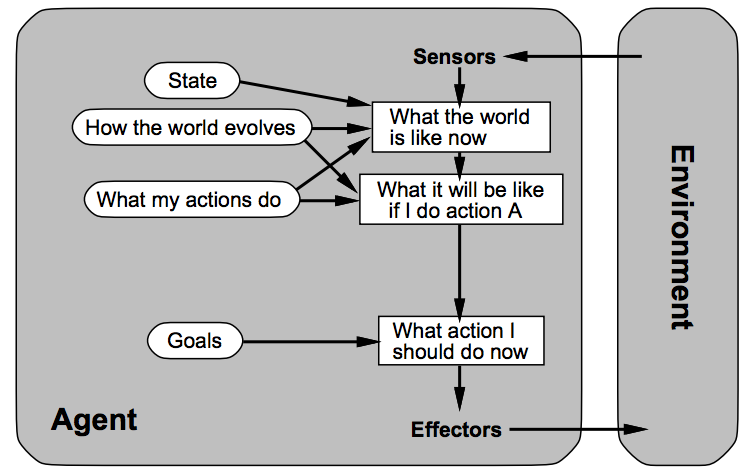 Sensors
State
What the world
is like now
How the world evolves
What my actions do
What it will be like
if I do action A
Goals
What action I
should do now
Agent
Effectors
Environment